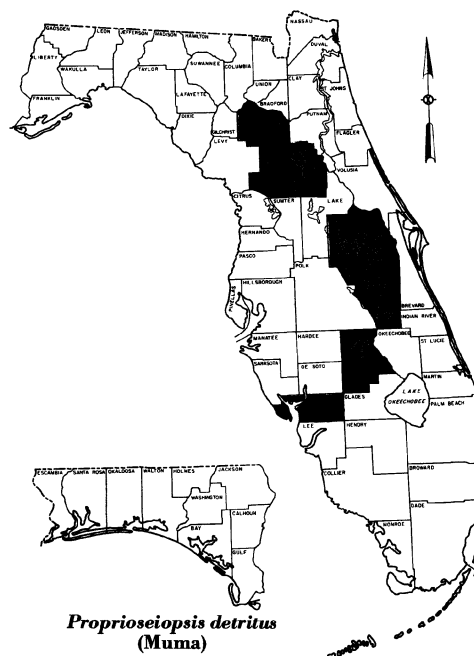 NASSAU
GADSDEN
LEON
JEFFERSON
MADISON
HAMILTON
BAKER
DUVAL
LIBERTY
WAKULLA
TAYLOR
SUWANNEE
COLUMBIA
UNION
CLAY
ST JOHNS
LAFAYETTE
BRADFORD
FRANKLIN
DIXIE
GILCHRIST
PUTNAM
FLAGLER
LEVY
VOLUSIA
CITRUS
SUMTER
LAKE
HERNANDO
PASCO
POLK
HILLSBOROUGH
PINELLAS
BREVARD
INDIAN RIVER
MANATEE
HARDEE
OKEECHOBEE
ST LUCIE
SARASOTA
DE SOTO
MARTIN
LAKE
OKEECHOBEE
GLADES
PALM BEACH
LEE
HENDRY
COLLIER
BROWARD
DADE
MONROE
ESCAMBIA
SANTA ROSA
OKALOOSA
WALTON
HOLMES
JACKSON
WASHINGTON
BAY
CALHOUN
GULF
Proprioseiopsis detritus
(Muma)